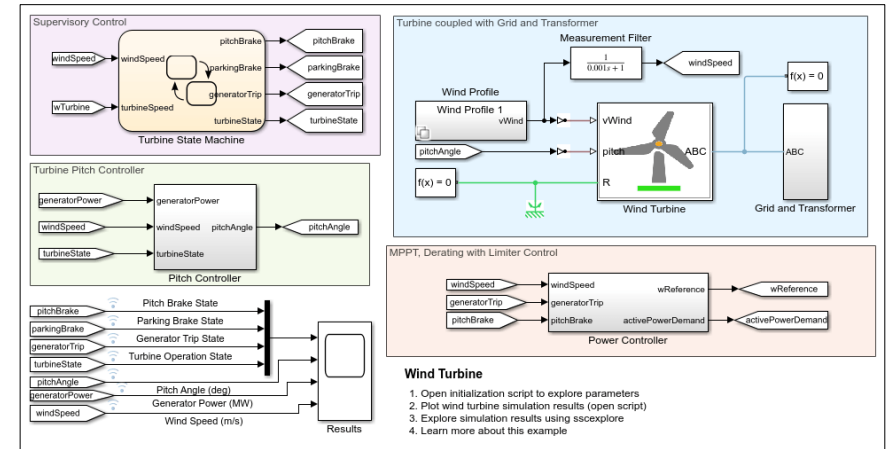 Supervisory Control
windSpeed
wTurbine
windSpeed
turbineSpeed
pitchBrake
parkingBrake
generatorTrip
turbineState
pitchBrake
parkingBrake
generatorTrip
turbineState
Turbine State Machine
Turbine Pitch Controller
generatorPower
windSpeed
turbineState
generatorPower
windSpeed
turbineState
pitchAngle
pitchAngle
Pitch Controller
pitchBrake
parkingBrake
generatorTrip
turbineState
pitchAngle
generatorPower
windSpeed
Pitch Brake State
Parking Brake State
Generator Trip State
Turbine Operation State
Pitch Angle (deg)
Generator Power (MW)
Wind Speed (m/s)
Results
Turbine coupled with Grid and Transformer
Measurement Filter
1
0.001s + 1
windSpeed
Wind Profile
Wind Profile 1
vWind
pitchAngle
f(x) = 0
vWind
pitch
R
ABC
Wind Turbine
f(x) = 0
ABC
Grid and Transformer
MPPT, Derating with Limiter Control
windSpeed
generatorTrip
pitchBrake
windSpeed
generatorTrip
pitchBrake
wReference
activePowerDemand
wReference
activePowerDemand
Power Controller
Wind Turbine
1. Open initialization script to explore parameters
2. Plot wind turbine simulation results (open script)
3. Explore simulation results using sscexplore
4. Learn more about this example